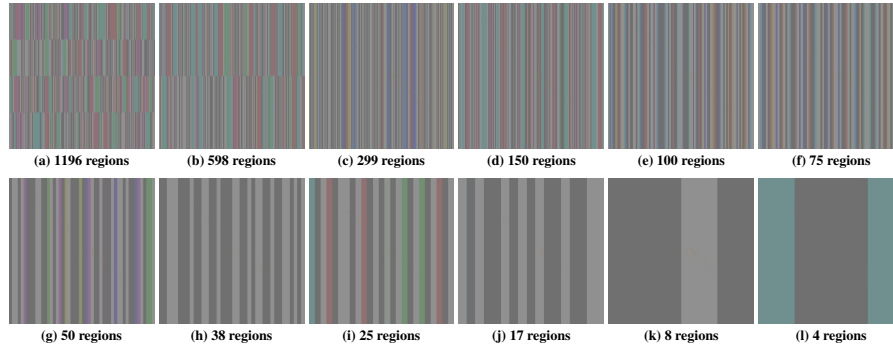 (a) 1196 regions (b) 598 regions (c) 299 regions (d) 150 regions (e) 100 regions (f) 75 regions
(g) 50 regions (h) 38 regions (i) 25 regions (j) 17 regions (k) 8 regions (l) 4 regions